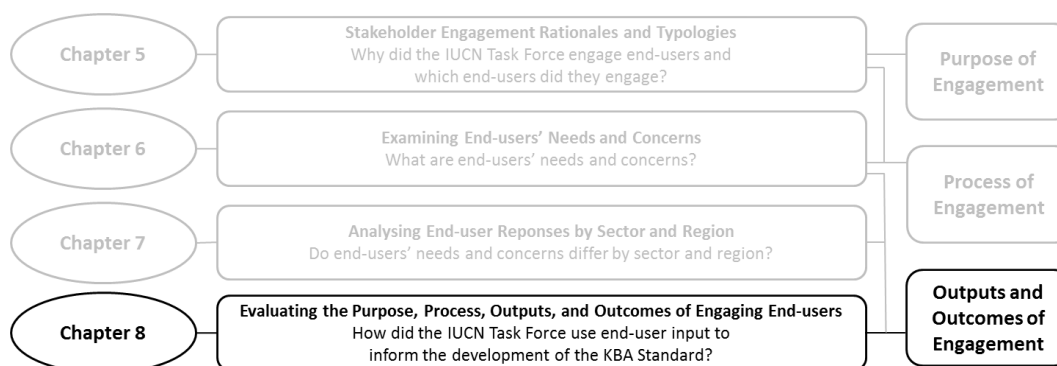 Chapter 5
Stakeholder Engagement Rationales and Typologies
Why did the IUCN Task Force engage end-users and
which end-users did they engage?
Purpose of
Engagement
Chapter 6
Examining End-users' Needs and Concerns
What are end-users' needs and concerns?
Process of
Engagement
Chapter 7
Analysing End-user Reponses by Sector and Region
Do end-users' needs and concerns differ by sector and region?
Chapter 8
Evaluating the Purpose, Process, Outputs, and Outcomes of Engaging End-users
How did the IUCN Task Force use end-user input to
inform the development of the KBA Standard?
Outputs and
Outcomes of
Engagement